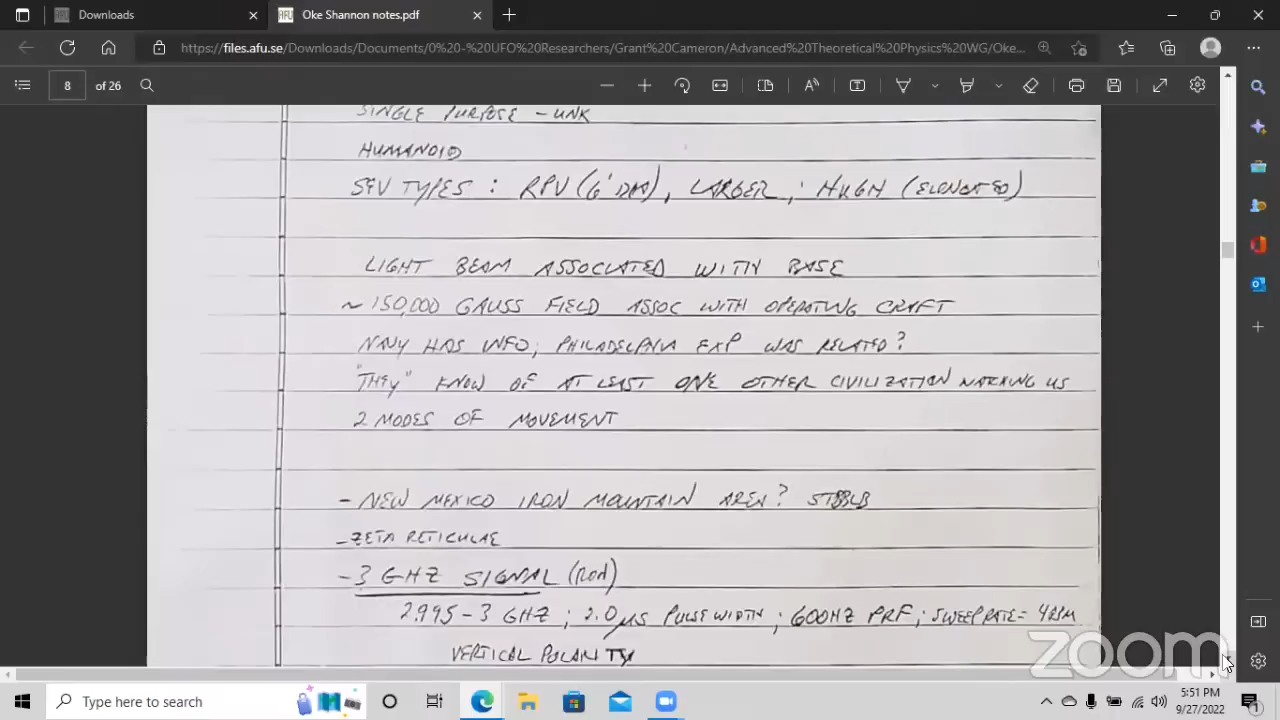 Downloads
Oke Shannon notes.pdf
https://files.afu.se/Downloads/Documents/0%20-%20UFO%20Researchers/Grant%20Cameron/Advanced%20Theoretical%20Physics%20WG/Oke...
8 of 26
SINGLE PURPOSE - UNK
HUMANOID
TYPES : RPV (6' DIA), LARGER, HUGH (ELONGATED)
LIGHT BEAM ASSOCIATED WITH BASE
~ 150,000 GAUSS FIELD ASSOC WITH OPERATING CRAFT
NAVY HAS INFO; PHILADELPHIA EXP WAS RELATED?
"THEY" KNOW OF AT LEAST ONE OTHER CIVILIZATION US
2 MODES OF MOVEMENT
- NEW MEXICO IRON MOUNTAIN AREA?
- ZETA RETICULAE
- 3 GHZ SIGNAL (Rod)
2.995 - 3 GHZ ; 2.0 μS PULSE WIDTH ; 600HZ PRF ; SWEEP RATE = 4 RPM
VERTICAL POLARITY
zoom
Type here to search
5:51 PM
9/27/2022
1